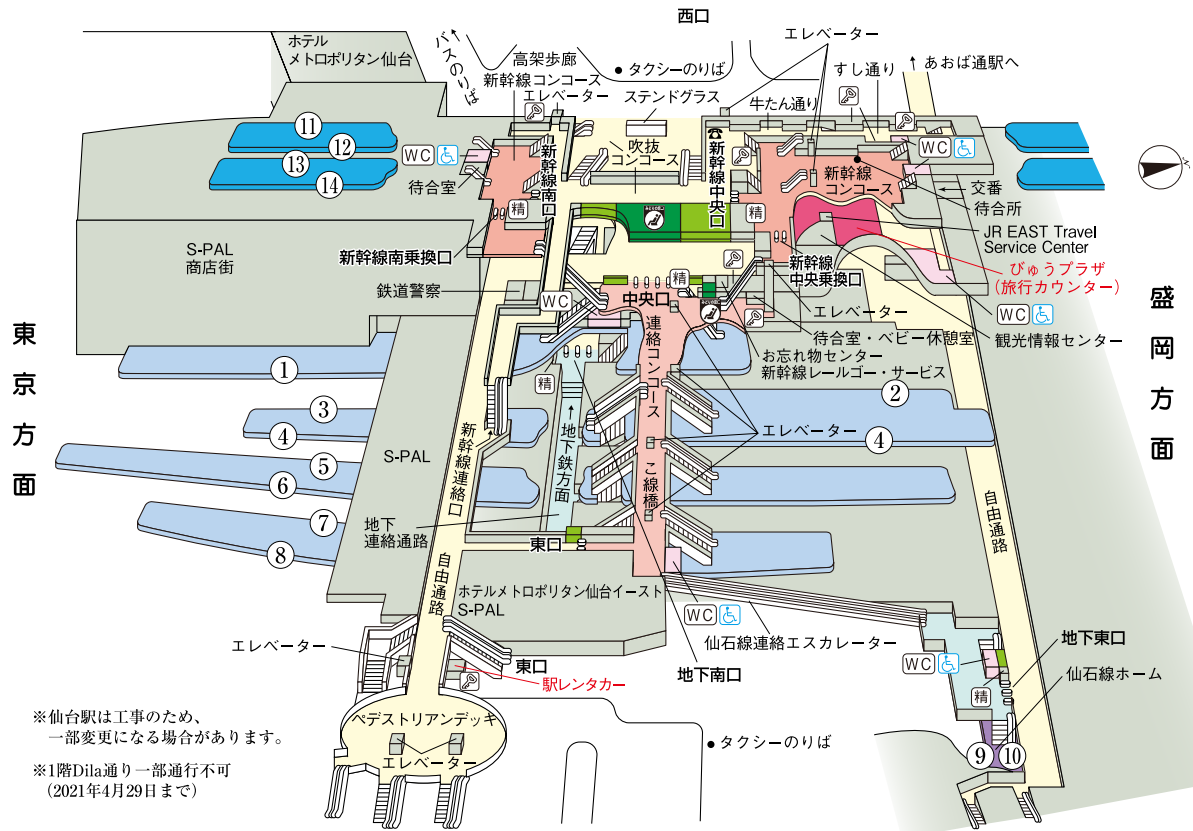 西口
ホテル
メトロポリタン仙台
バスのりば
高架歩廊
新幹線コンコース
エレベーター
● タクシーのりば
ステンドグラス
エレベーター
すし通り
牛たん通り
↑ あおば通駅へ
吹抜
コンコース
新幹線南口
新幹線中央口
新幹線
コンコース
WC
WC
⑪
⑫
⑬
⑭
待合室
精
精
交番
待合所
JR EAST Travel
Service Center
びゅうプラザ
(旅行カウンター)
S-PAL
商店街
新幹線南乗換口
新幹線
中央乗換口
鉄道警察
WC
中央口
精
エレベーター
WC
観光情報センター
待合室・ベビー休憩室
お忘れ物センター
新幹線レールゴー・サービス
連絡コンコース
東京方面
盛岡方面
①
②
③
④
④
⑤
⑥
⑦
⑧
精
エレベーター
S-PAL
新幹線連絡口
←地下鉄方面
こ線橋
自由通路
地下
連絡通路
東口
自由通路
ホテルメトロポリタン仙台イースト
S-PAL
WC
仙石線連絡エスカレーター
地下南口
エレベーター
東口
駅レンタカー
WC
地下東口
仙石線ホーム
精
⑨
⑩
ペデストリアンデッキ
エレベーター
● タクシーのりば
※仙台駅は工事のため、
一部変更になる場合があります。
※1階Dila通り一部通行不可
(2021年4月29日まで)